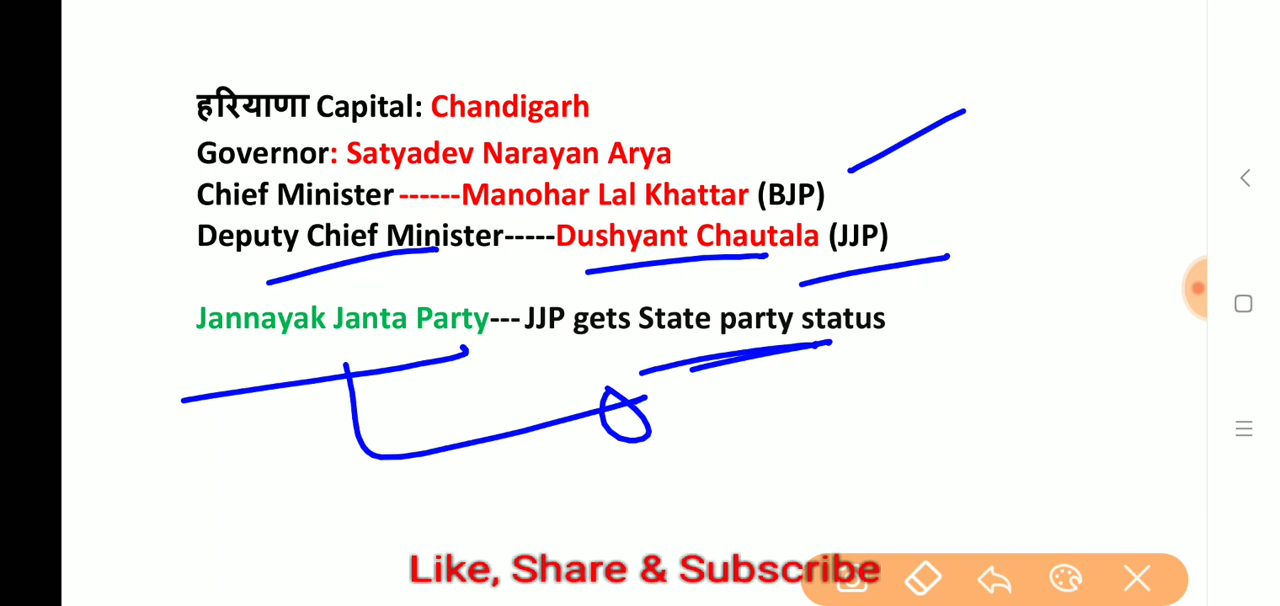 हरियाणा Capital: Chandigarh
Governor: Satyadev Narayan Arya
Chief Minister ------Manohar Lal Khattar (BJP)
Deputy Chief Minister-----Dushyant Chautala (JJP)
Jannayak Janta Party--- JJP gets State party status
Like, Share & Subscribe